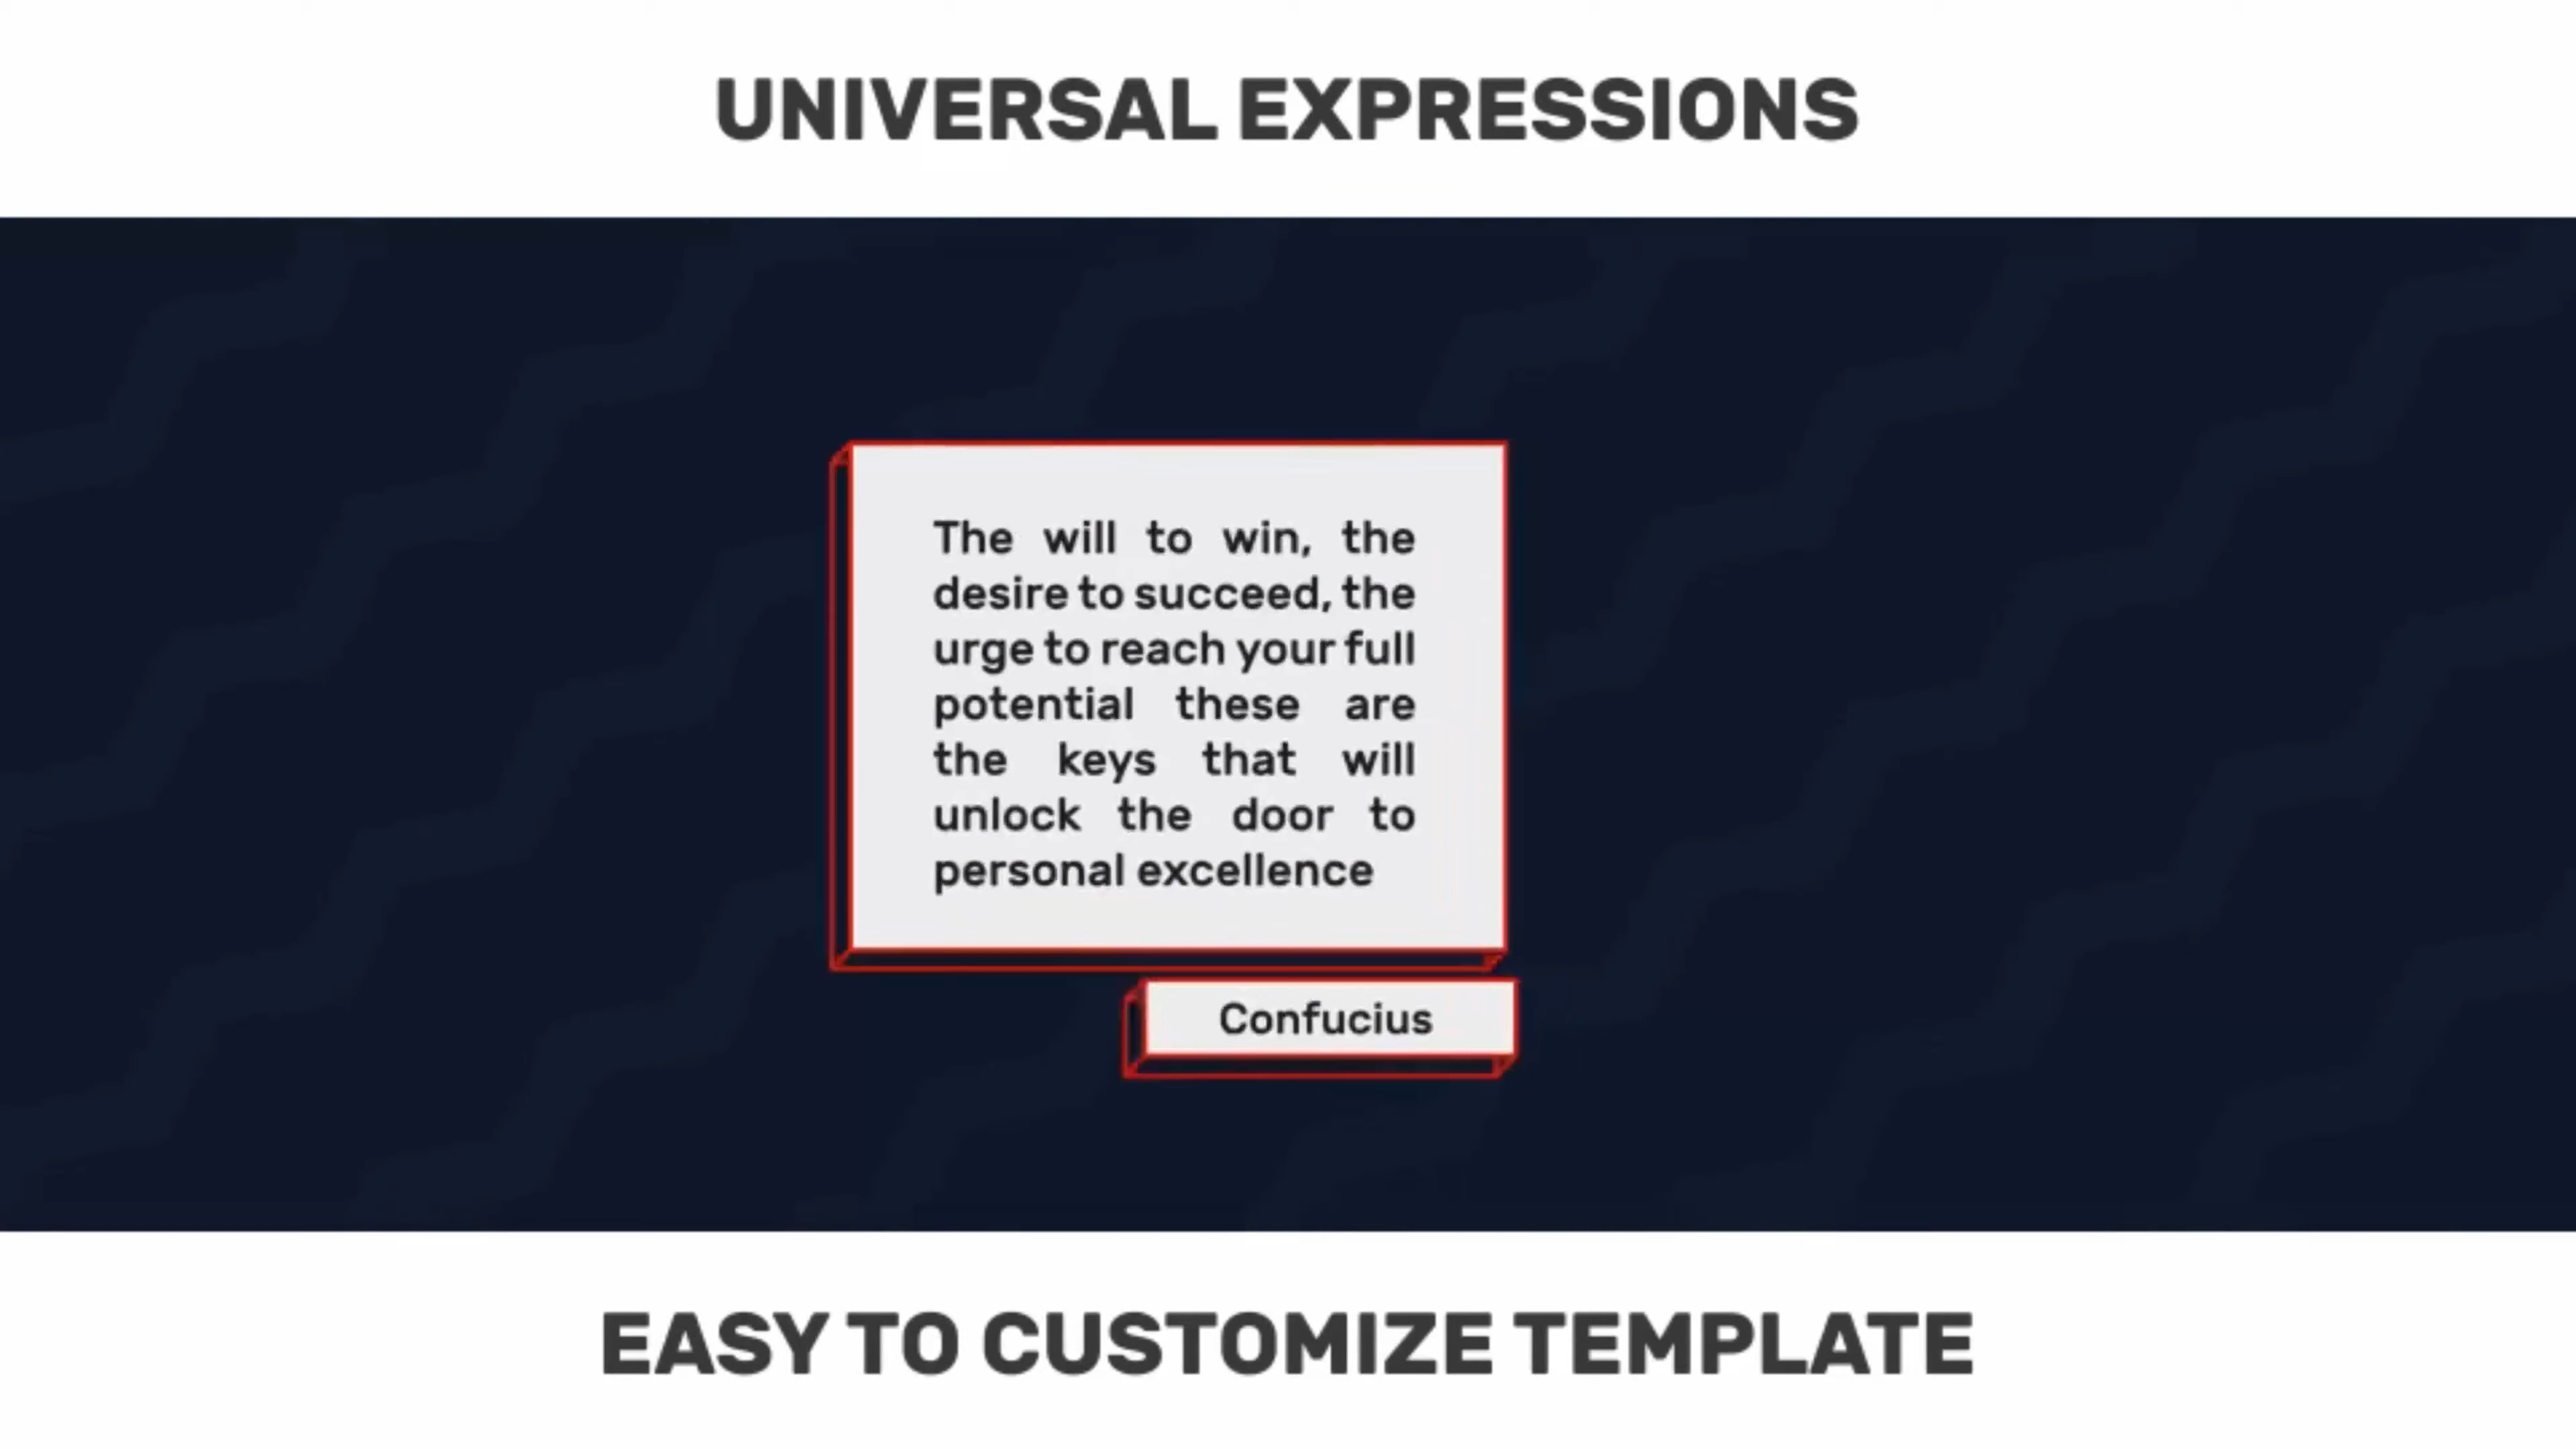 UNIVERSAL EXPRESSIONS
The will to win, the
desire to succeed, the
urge to reach your full
potential these are
the keys that will
unlock the door to
personal excellence
Confucius
EASY TO CUSTOMIZE TEMPLATE